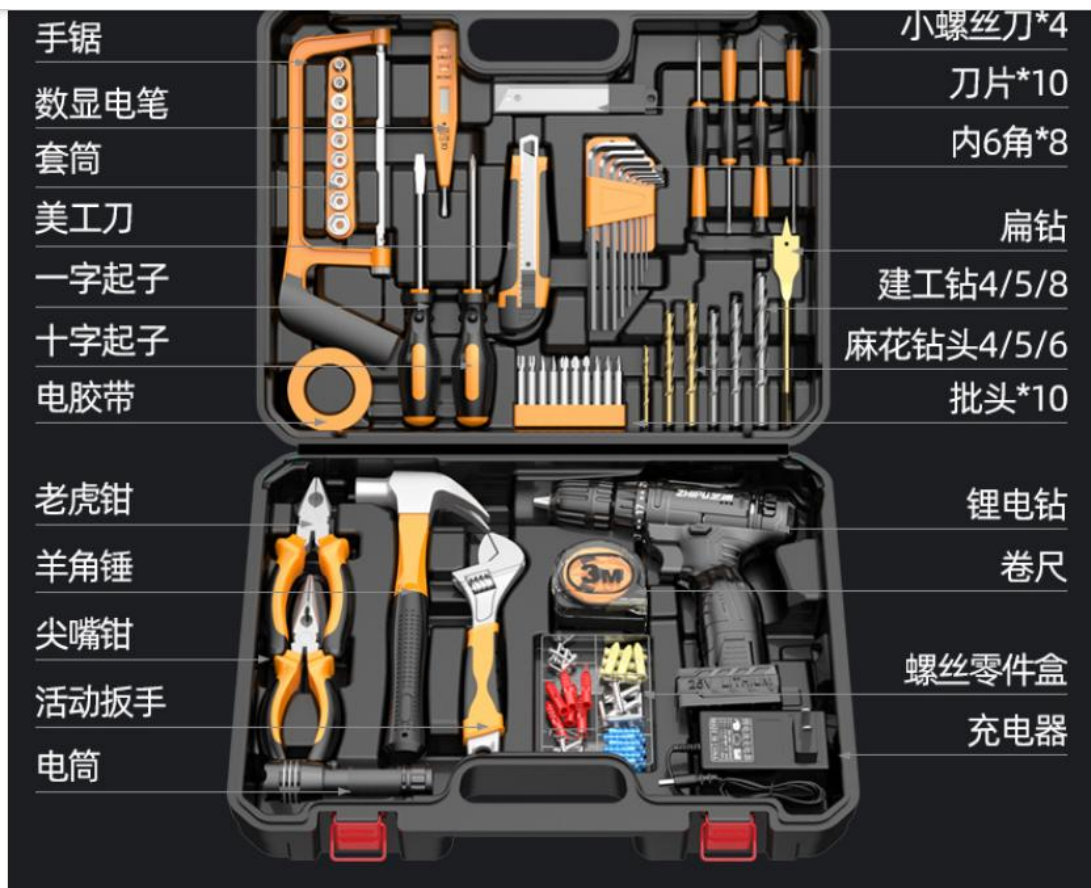 手锯
数显电笔
套筒
美工刀
一字起子
十字起子
电胶带
老虎钳
羊角锤
尖嘴钳
活动扳手
电筒
小螺丝刀*4
刀片*10
内6角*8
扁钻
建工钻4/5/8
麻花钻头4/5/6
批头*10
锂电钻
卷尺
螺丝零件盒
充电器
3M
LITHIUM